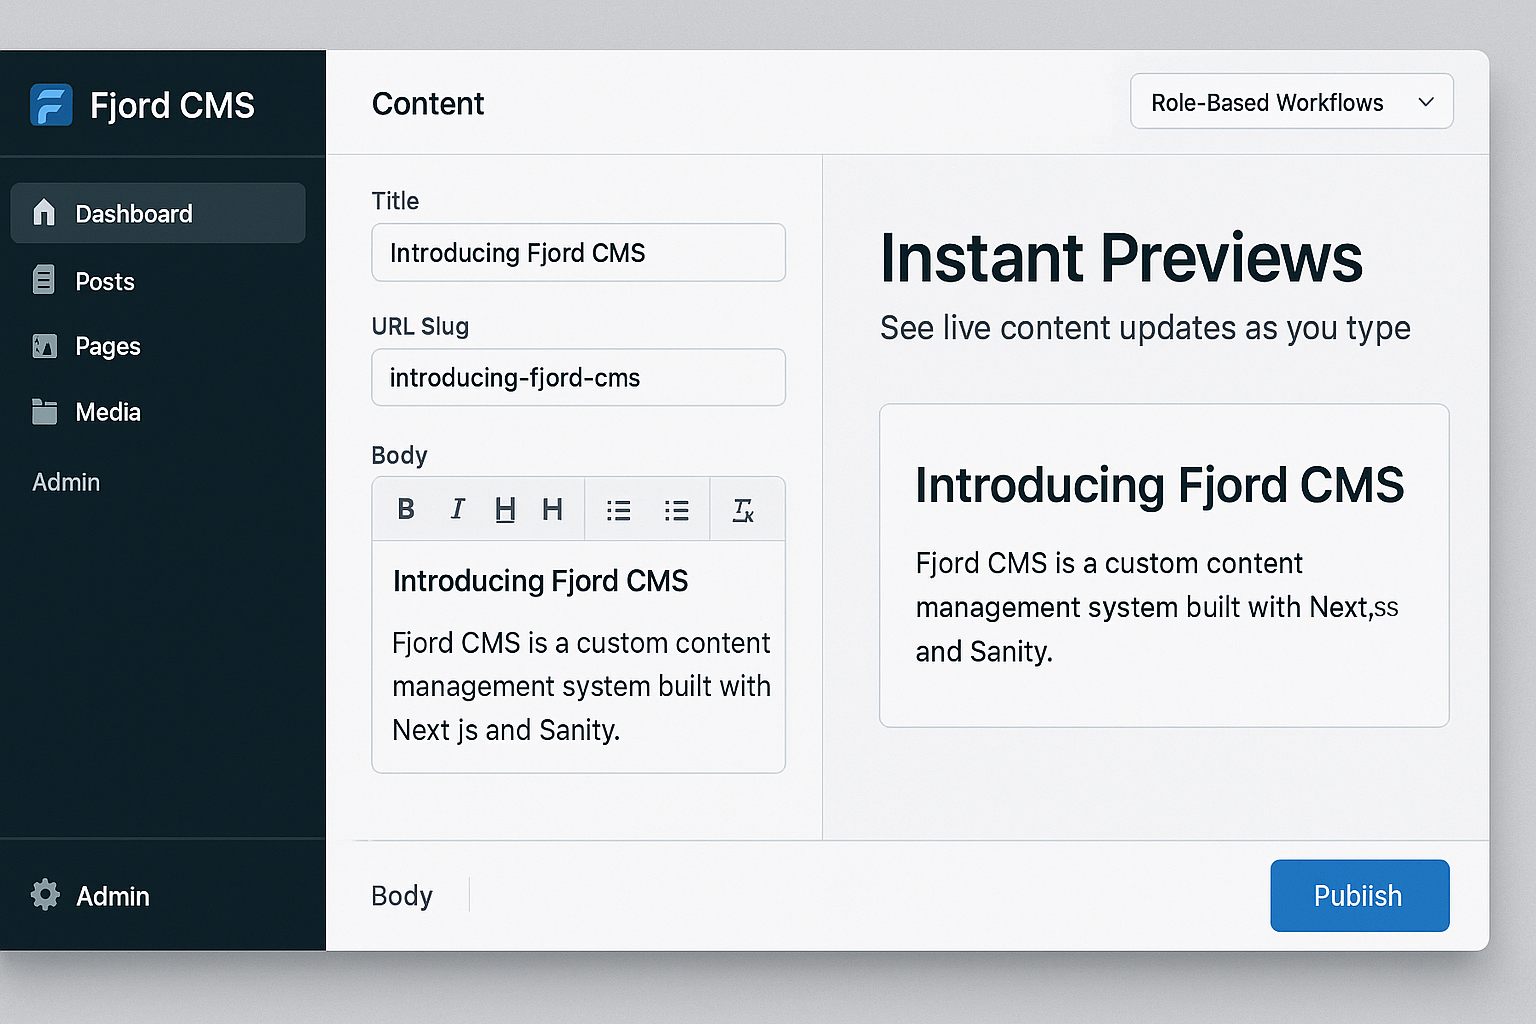 Fjord CMS
Dashboard
Posts
Pages
Media
Admin
Admin
Content
Role-Based Workflows
Title
Introducing Fjord CMS
URL Slug
introducing-fjord-cms
Body
B I H H
Introducing Fjord CMS
Fjord CMS is a custom content
management system built with
Next js and Sanity.
Instant Previews
See live content updates as you type
Introducing Fjord CMS
Fjord CMS is a custom content
management system built with Next,ss
and Sanity.
Body
Pubiish